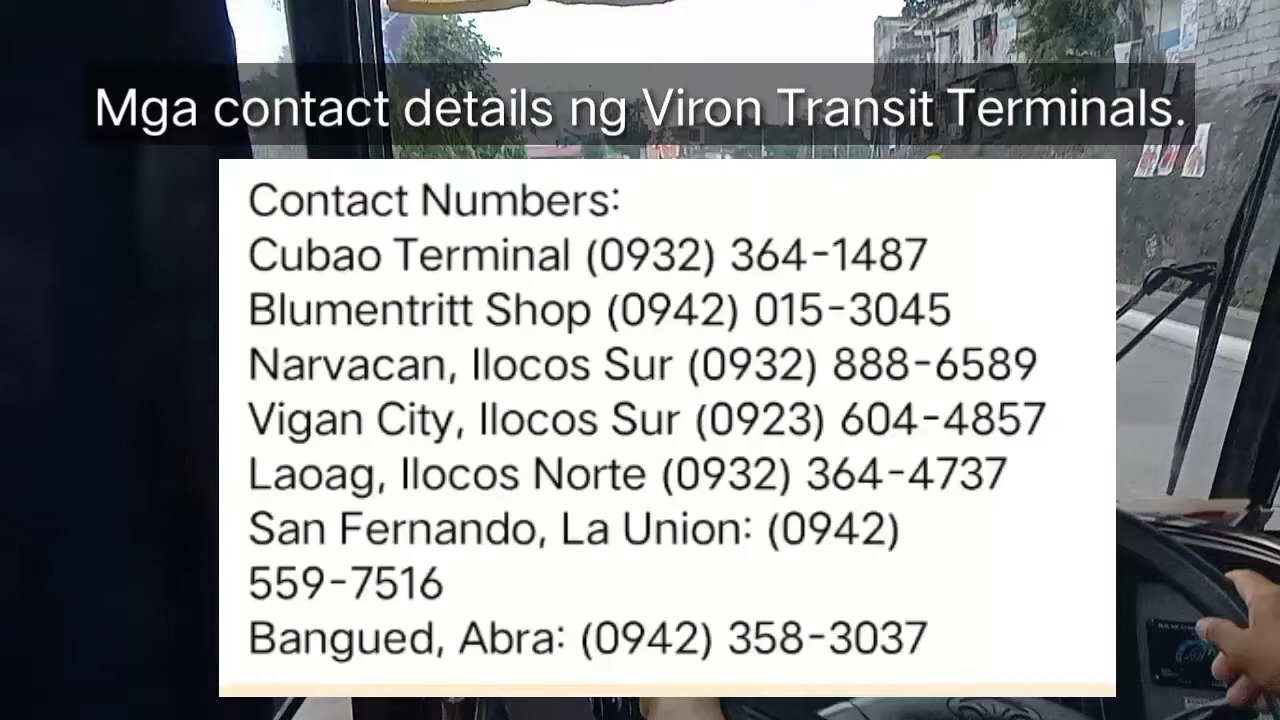 Mga contact details ng Viron Transit Terminals.
Contact Numbers:
Cubao Terminal (0932) 364-1487
Blumentritt Shop (0942) 015-3045
Narvacan, Ilocos Sur (0932) 888-6589
Vigan City, Ilocos Sur (0923) 604-4857
Laoag, Ilocos Norte (0932) 364-4737
San Fernando, La Union: (0942)
559-7516
Bangued, Abra: (0942) 358-3037